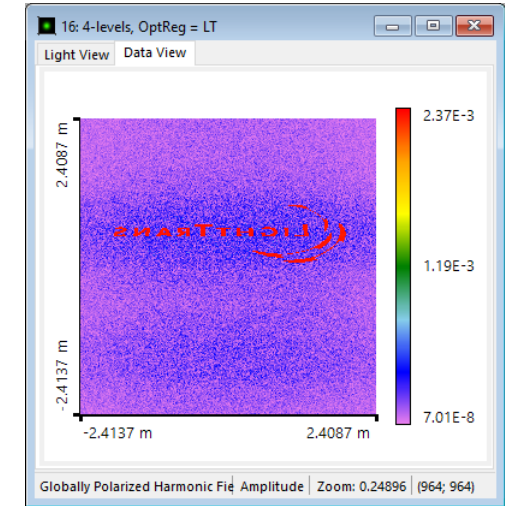 16: 4-levels, OptReg = LT
Light View Data View
2.4087 m
-2.4137 m
-2.4137 m 2.4087 m
LIGHTTRANS
2.37E-3
1.19E-3
7.01E-8
Globally Polarized Harmonic Fie Amplitude Zoom: 0.24896 (964; 964)